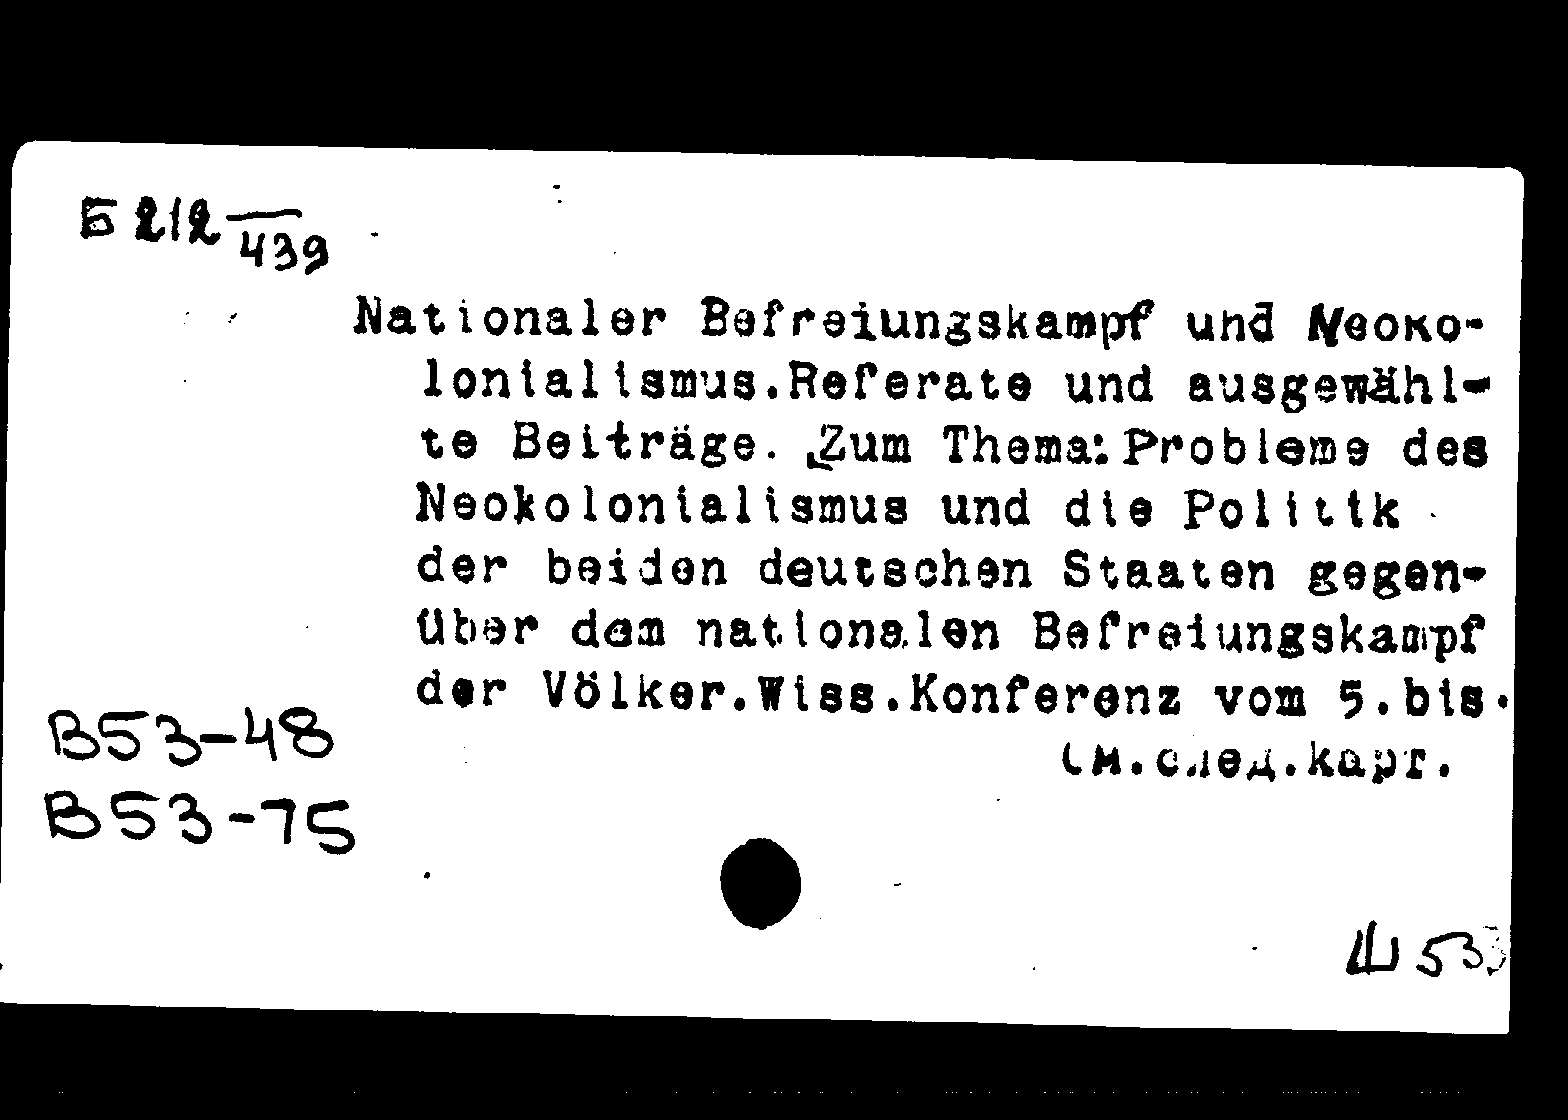 Б 212 —
439
Nationaler Befreiungskampf und Neoko-
lonialismus.Referate und ausgewähl-
te Beiträge. Zum Thema: Probleme des
Neokolonialismus und die Politik
der beiden deutschen Staaten gegen-
über dem nationalen Befreiungskampf
der Völker.Wiss.Konferenz vom 5.bis.
B53-48
(м.след.карт.
B53-75
Ш 53